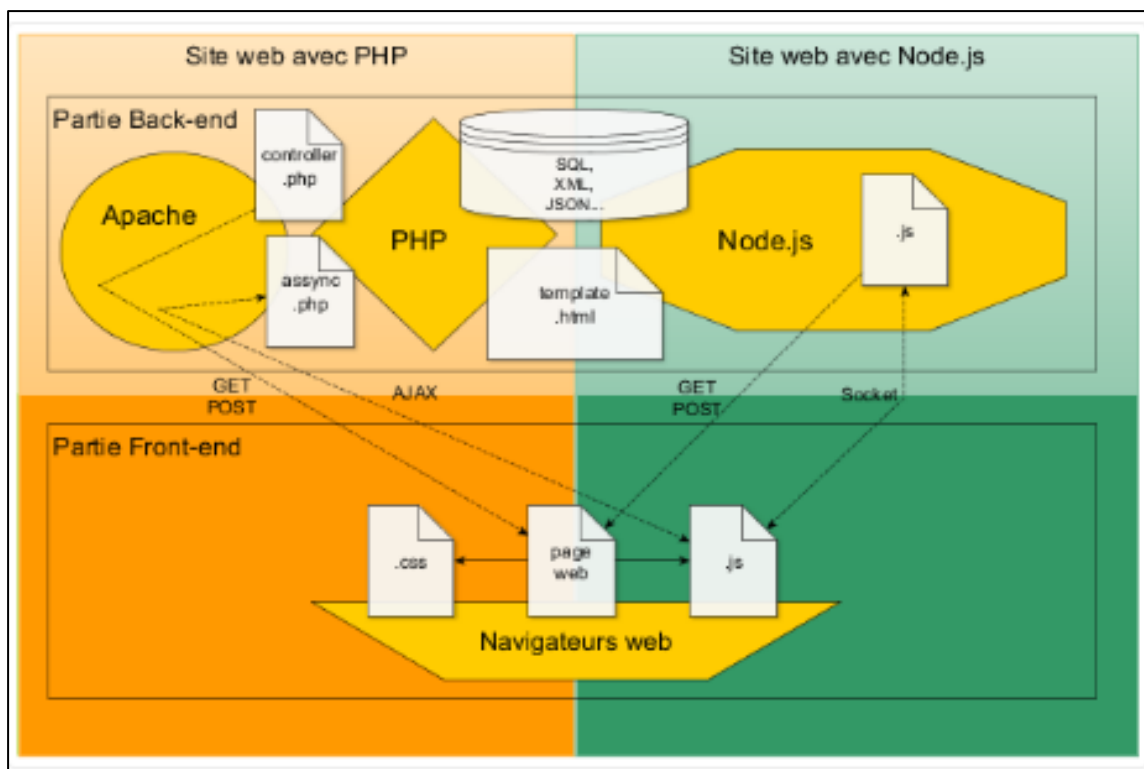 Site web avec PHP
Site web avec Node.js
Partie Back-end
controller
.php
Apache
assync
.php
PHP
SQL,
XML,
JSON...
template
.html
Node.js
.js
GET
POST
AJAX
GET
POST
Socket
Partie Front-end
.css
page
web
.js
Navigateurs web